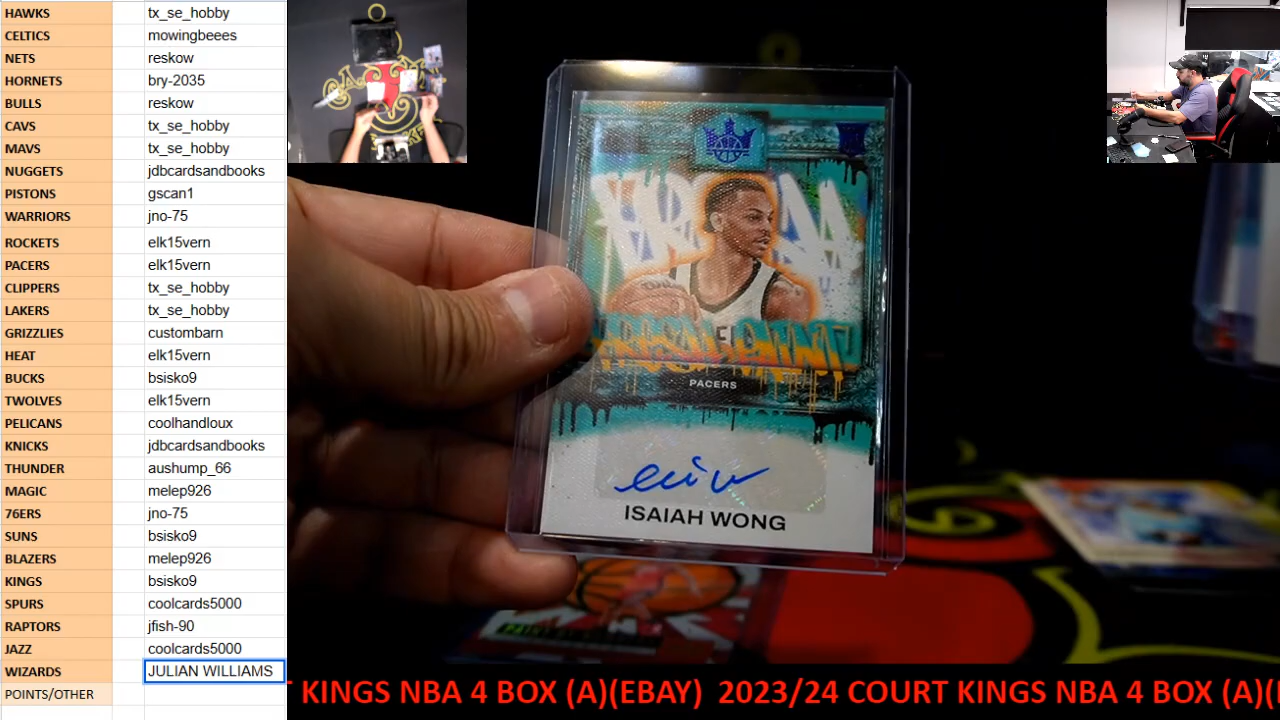 HAWKS tx_se_hobby
CELTICS mowingbeees
NETS reskow
HORNETS bry-2035
BULLS reskow
CAVS tx_se_hobby
MAVS tx_se_hobby
NUGGETS jdbcardsandbooks
PISTONS gscan1
WARRIORS jno-75
ROCKETS elk15vern
PACERS elk15vern
CLIPPERS tx_se_hobby
LAKERS tx_se_hobby
GRIZZLIES custombarn
HEAT elk15vern
BUCKS bsisko9
TWOLVES elk15vern
PELICANS coolhandloux
KNICKS jdbcardsandbooks
THUNDER aushump_66
MAGIC melep926
76ERS jno-75
SUNS bsisko9
BLAZERS melep926
KINGS bsisko9
SPURS coolcards5000
RAPTORS jfish-90
JAZZ coolcards5000
WIZARDS JULIAN WILLIAMS
POINTS/OTHER
PACERS
ISAIAH WONG
KINGS NBA 4 BOX (A)(EBAY) 2023/24 COURT KINGS NBA 4 BOX (A)(